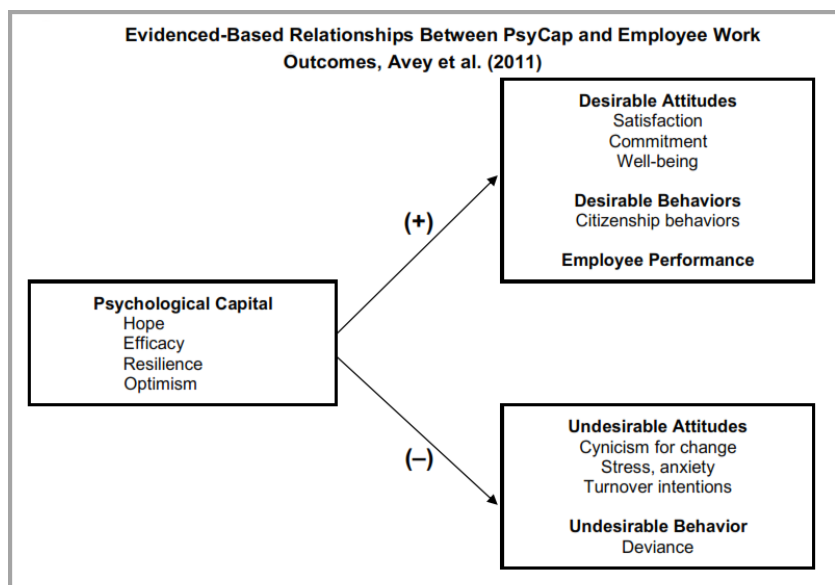 Evidenced-Based Relationships Between PsyCap and Employee Work
Outcomes, Avey et al. (2011)
Desirable Attitudes
Satisfaction
Commitment
Well-being
Desirable Behaviors
Citizenship behaviors
Employee Performance
(+)
Psychological Capital
Hope
Efficacy
Resilience
Optimism
(–)
Undesirable Attitudes
Cynicism for change
Stress, anxiety
Turnover intentions
Undesirable Behavior
Deviance